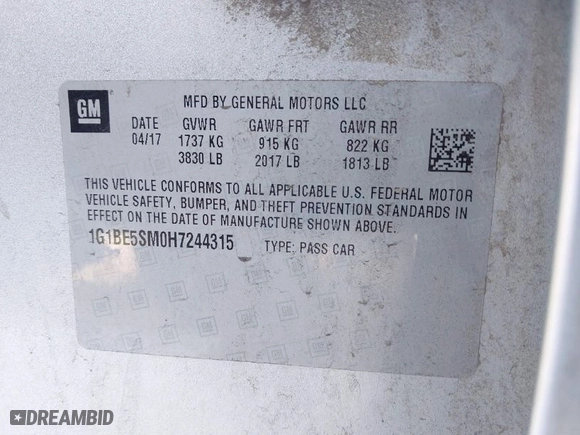 GM
MFD BY GENERAL MOTORS LLC
DATE GVWR GAWR FRT GAWR RR
04/17 1737 KG 915 KG 822 KG
3830 LB 2017 LB 1813 LB
THIS VEHICLE CONFORMS TO ALL APPLICABLE U.S. FEDERAL MOTOR
VEHICLE SAFETY, BUMPER, AND THEFT PREVENTION STANDARDS IN
EFFECT ON THE DATE OF MANUFACTURE SHOWN ABOVE.
1G1BE5SM0H7244315 TYPE: PASS CAR
DREAMBID